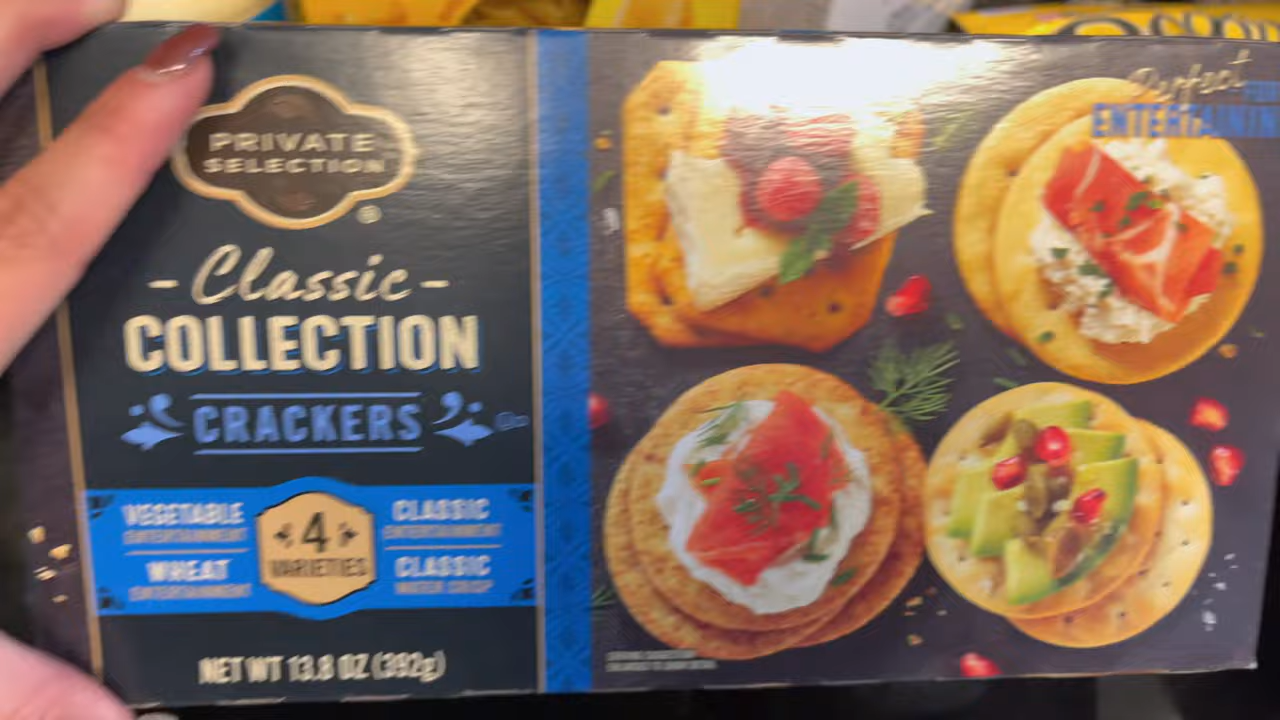 PRIVATE
SELECTION
®
- Classic -
COLLECTION
CRACKERS
VEGETABLE
ENTERTAINMENT
WHEAT
ENTERTAINMENT
4
VARIETIES
CLASSIC
ENTERTAINMENT
CLASSIC
WATER CRISP
NET WT 13.8 OZ (392g)
Perfect
FOR
ENTERTAININ